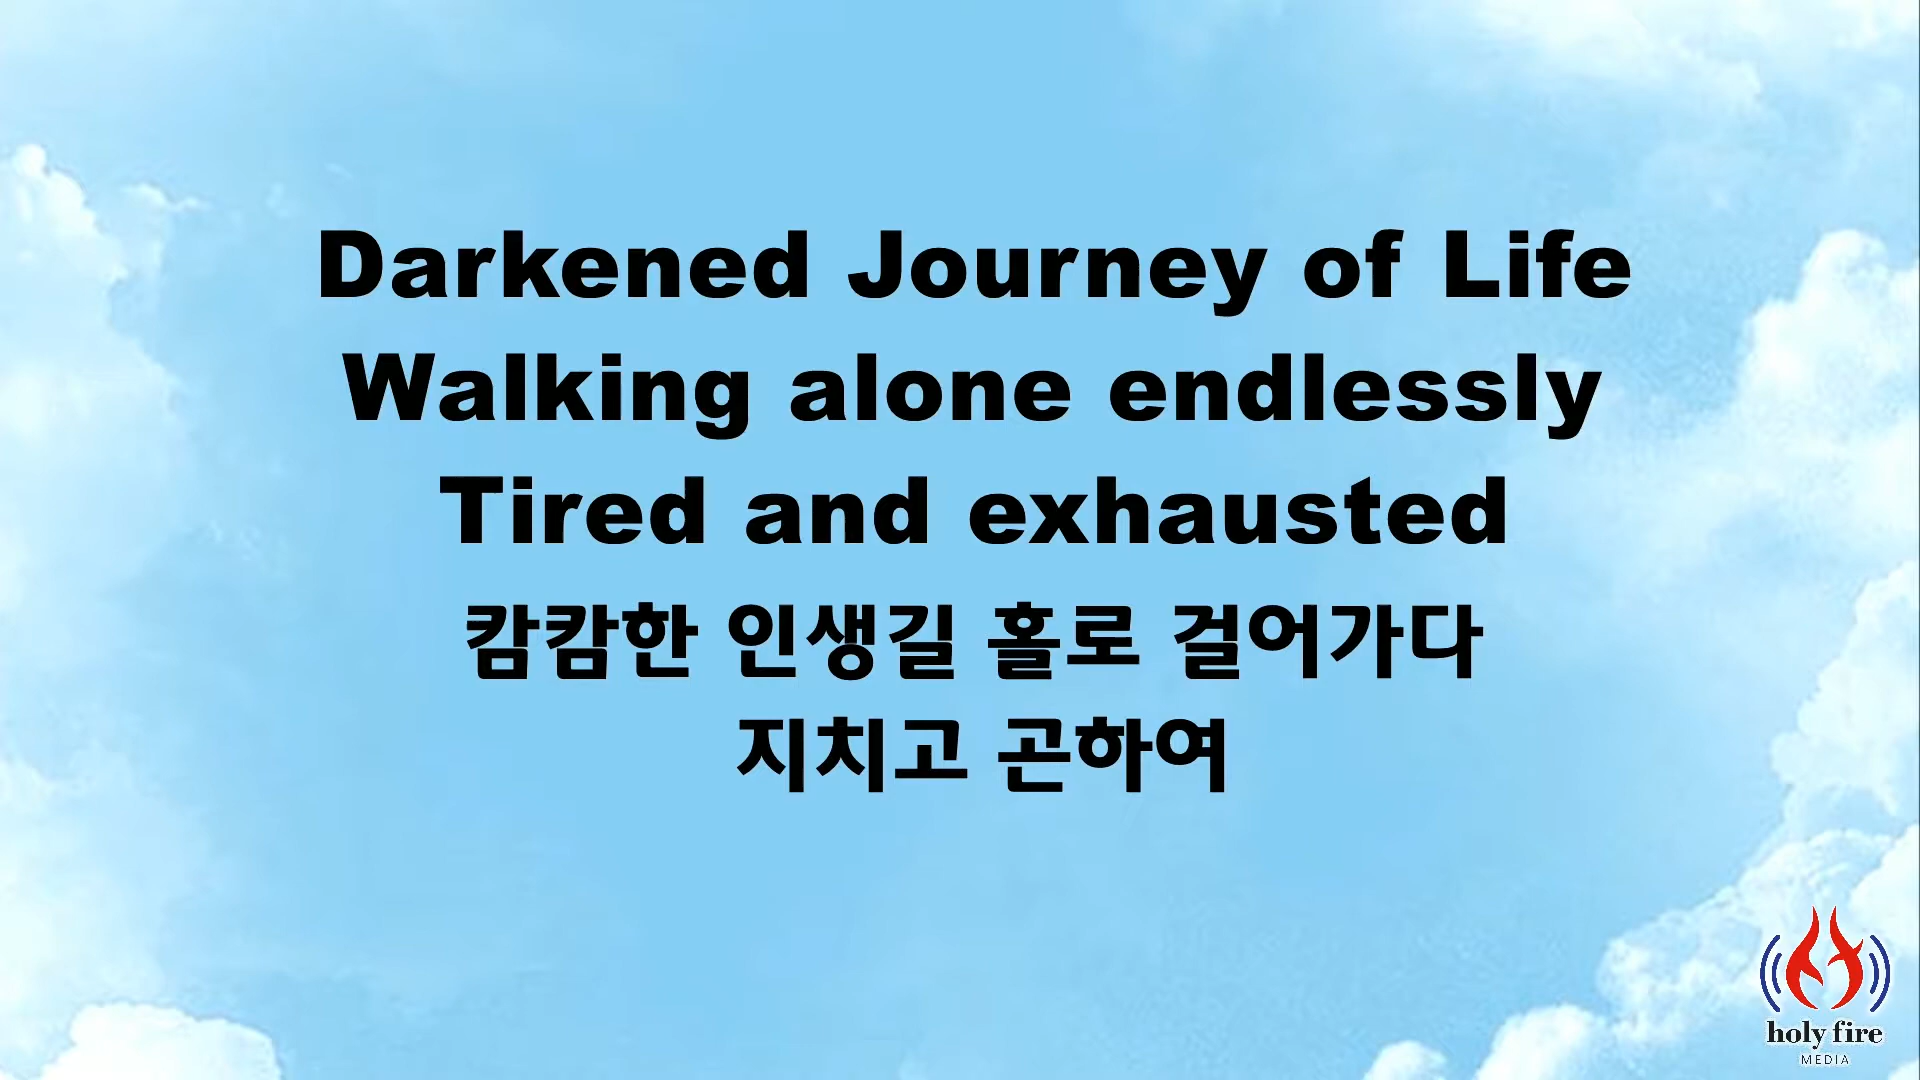 Darkened Journey of Life
Walking alone endlessly
Tired and exhausted
캄캄한 인생길 홀로 걸어가다
지치고 곤하여
holy fire
MEDIA